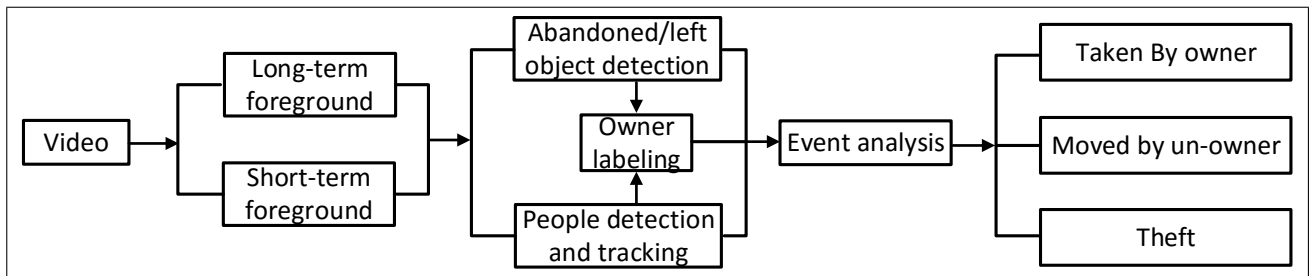 Video
Long-term
foreground
Short-term
foreground
Abandoned/left
object detection
Owner
labeling
People detection
and tracking
Event analysis
Taken By owner
Moved by un-owner
Theft